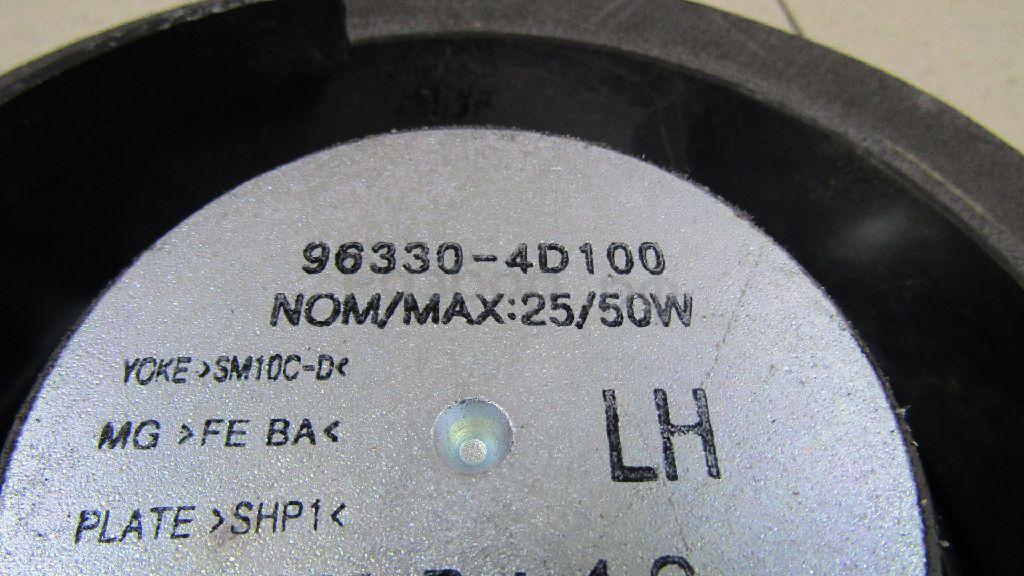 96330-4D100
NOM/MAX:25/50W
YOKE >SM10C-D<
MG >FE BA<
LH
PLATE >SHP1<